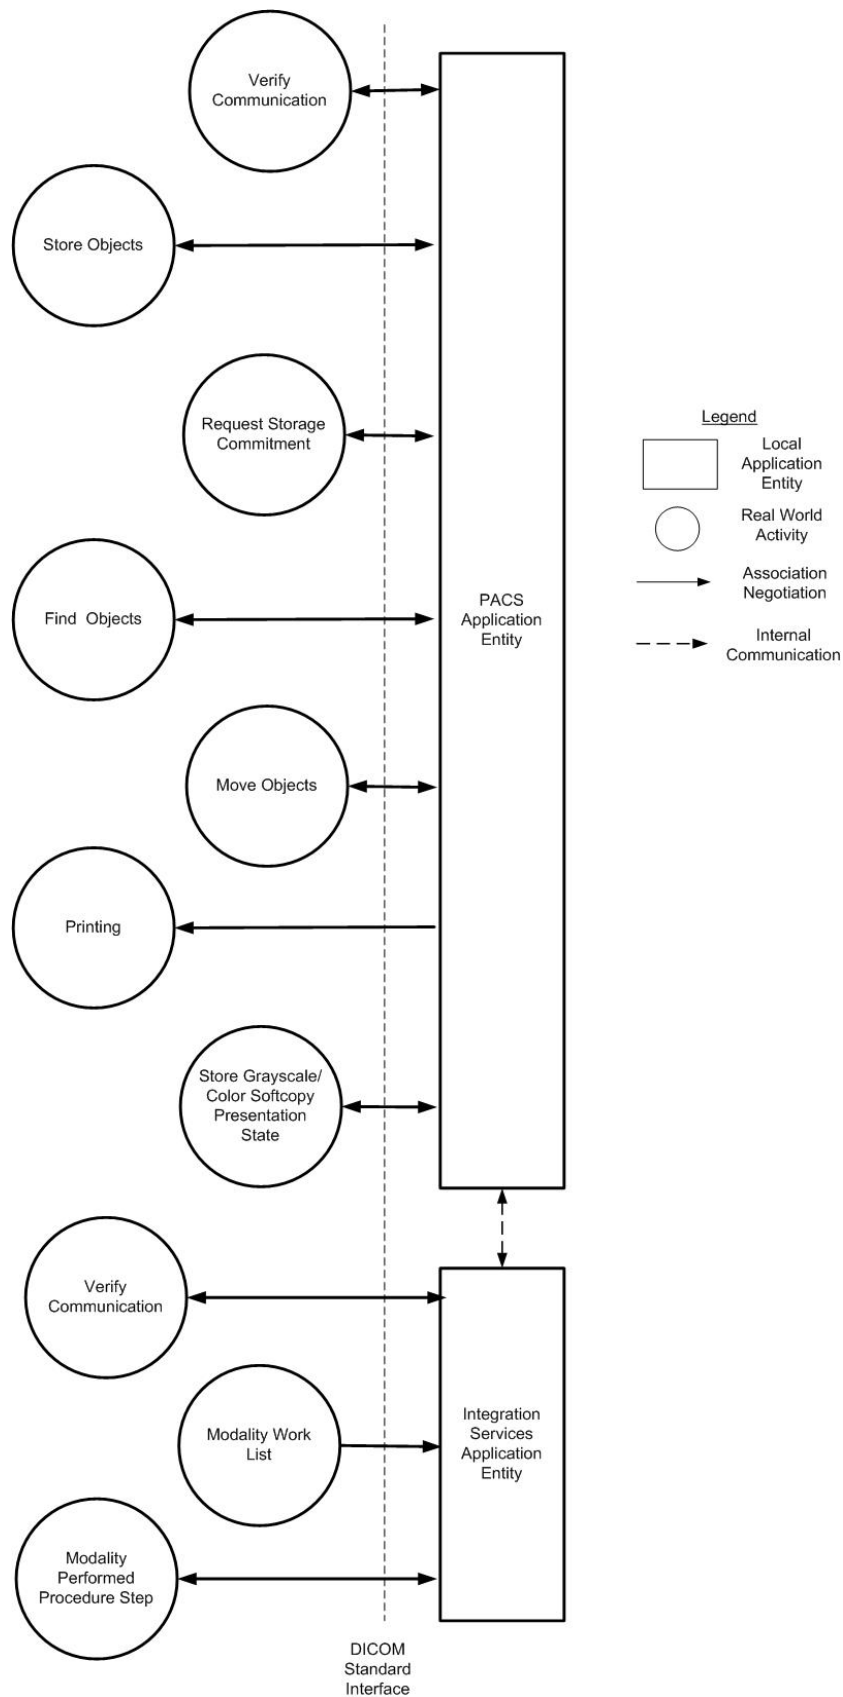 Verify
Communication
Store Objects
Request Storage
Commitment
Find Objects
Move Objects
Printing
Store Grayscale/
Color Softcopy
Presentation
State
Verify
Communication
Modality Work
List
Modality
Performed
Procedure Step
PACS
Application
Entity
Integration
Services
Application
Entity
DICOM
Standard
Interface
Legend
Local
Application
Entity
Real World
Activity
Association
Negotiation
Internal
Communication